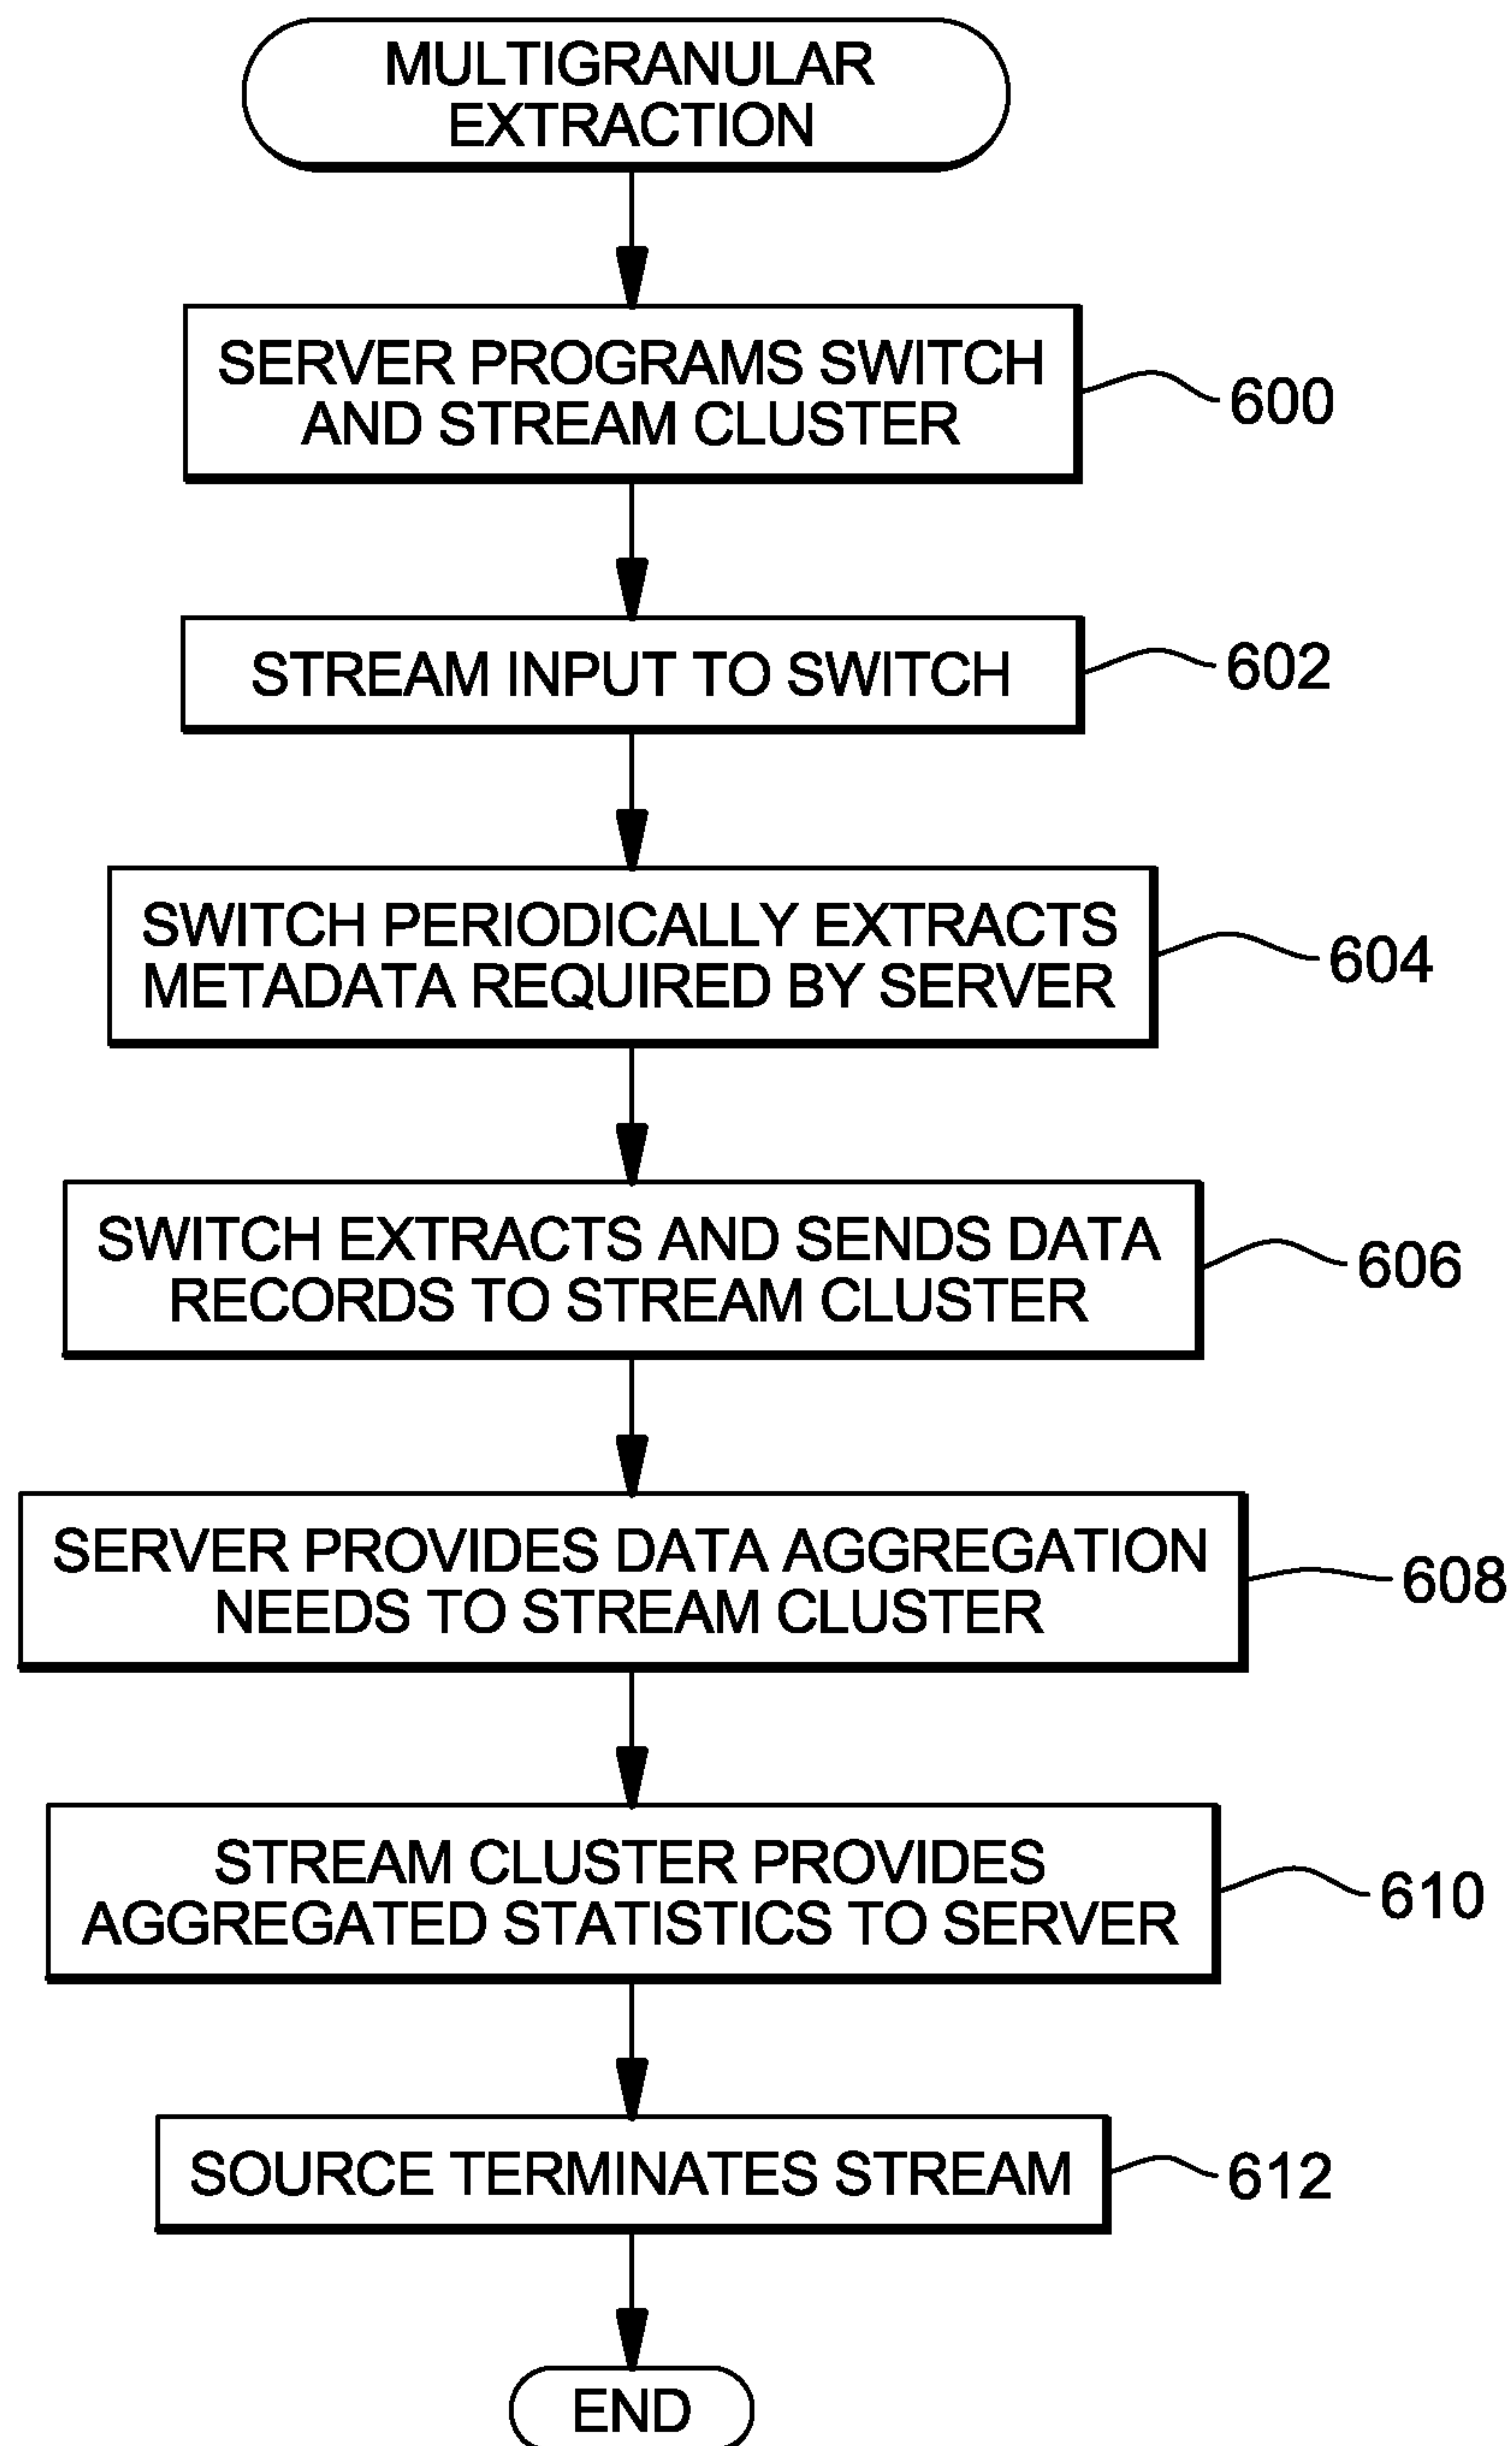 MULTIGRANULAR
EXTRACTION
SERVER PROGRAMS SWITCH
AND STREAM CLUSTER
600
STREAM INPUT TO SWITCH
602
SWITCH PERIODICALLY EXTRACTS
METADATA REQUIRED BY SERVER
604
SWITCH EXTRACTS AND SENDS DATA
RECORDS TO STREAM CLUSTER
606
SERVER PROVIDES DATA AGGREGATION
NEEDS TO STREAM CLUSTER
608
STREAM CLUSTER PROVIDES
AGGREGATED STATISTICS TO SERVER
610
SOURCE TERMINATES STREAM
612
END